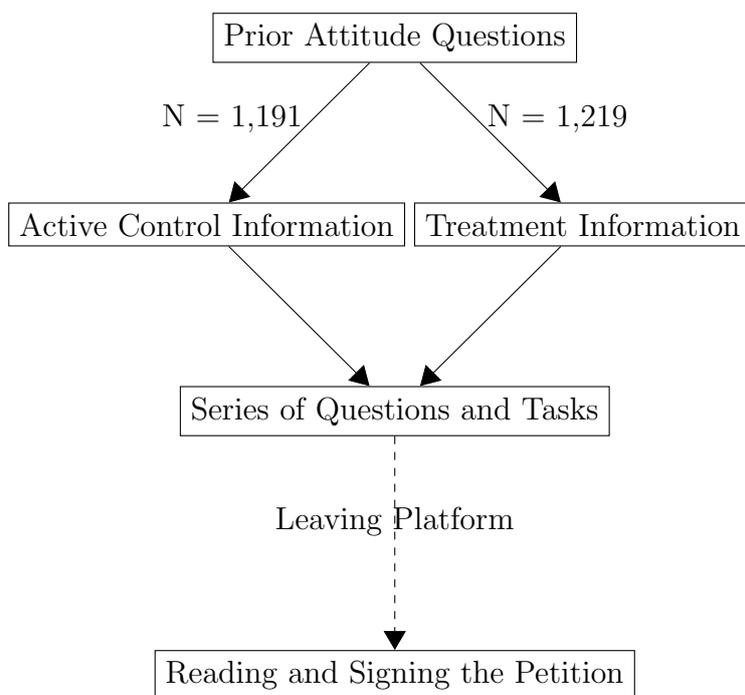 Prior Attitude Questions
N = 1,191
N = 1,219
Active Control Information
Treatment Information
Series of Questions and Tasks
Leaving Platform
Reading and Signing the Petition